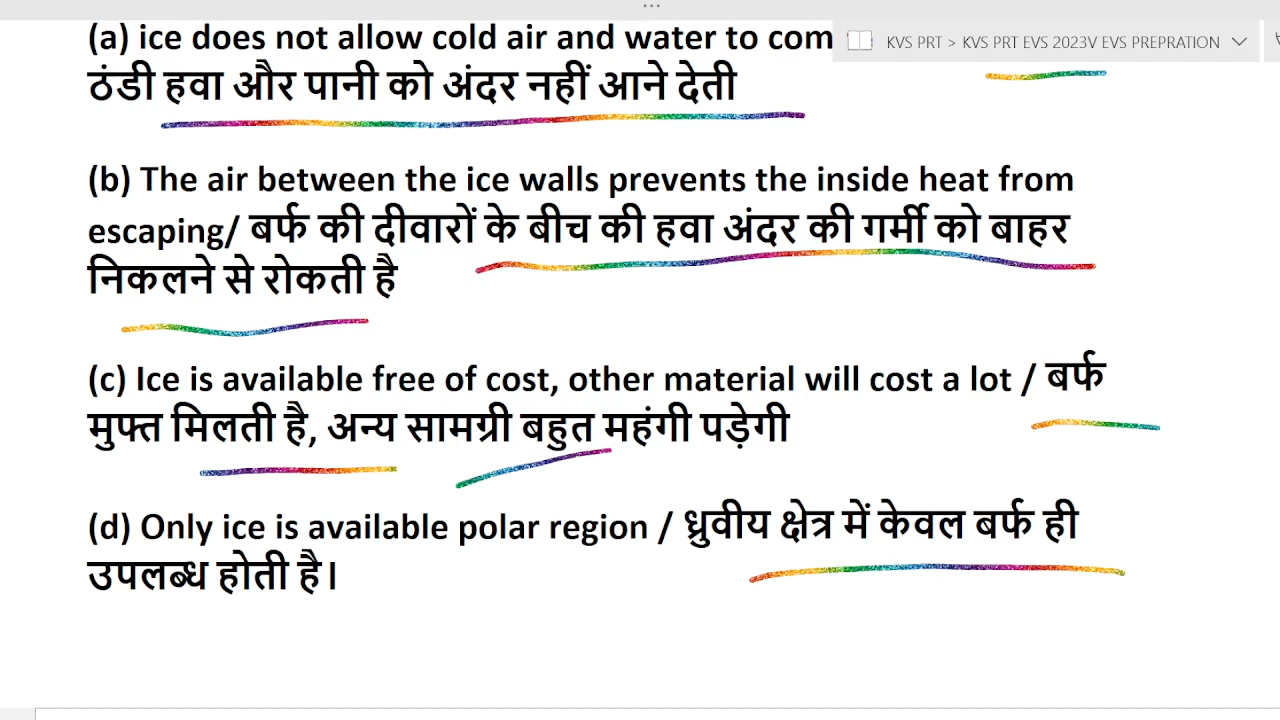 (a) ice does not allow cold air and water to com
KVS PRT > KVS PRT EVS 2023V EVS PREPRATION
ठंडी हवा और पानी को अंदर नहीं आने देती
(b) The air between the ice walls prevents the inside heat from
escaping/ बर्फ की दीवारों के बीच की हवा अंदर की गर्मी को बाहर
निकलने से रोकती है
(c) Ice is available free of cost, other material will cost a lot / बर्फ
मुफ्त मिलती है, अन्य सामग्री बहुत महंगी पड़ेगी
(d) Only ice is available polar region / ध्रुवीय क्षेत्र में केवल बर्फ ही
उपलब्ध होती है।